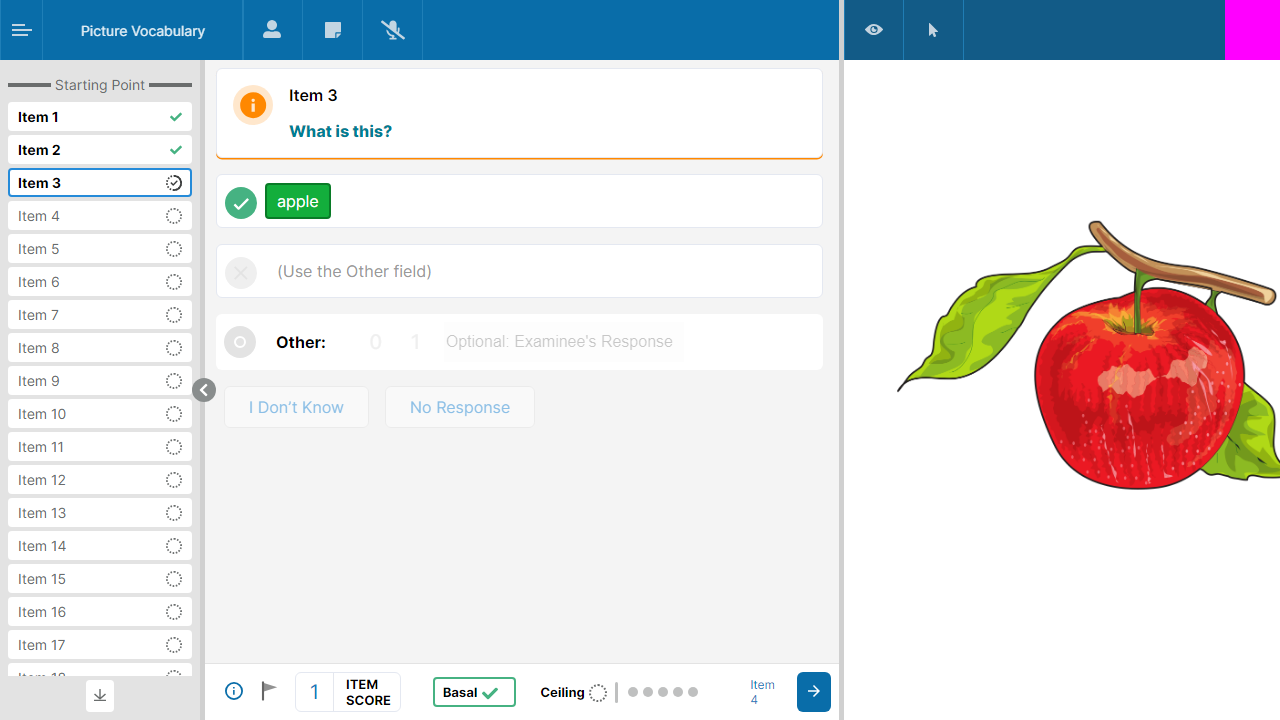 Picture Vocabulary
Starting Point
Item 1
Item 2
Item 3
Item 4
Item 5
Item 6
Item 7
Item 8
Item 9
Item 10
Item 11
Item 12
Item 13
Item 14
Item 15
Item 16
Item 17
Item 18
Item 3
What is this?
apple
(Use the Other field)
Other: 0 1 Optional: Examinee's Response
I Don't Know No Response
1 ITEM SCORE
Basal
Ceiling
Item 4